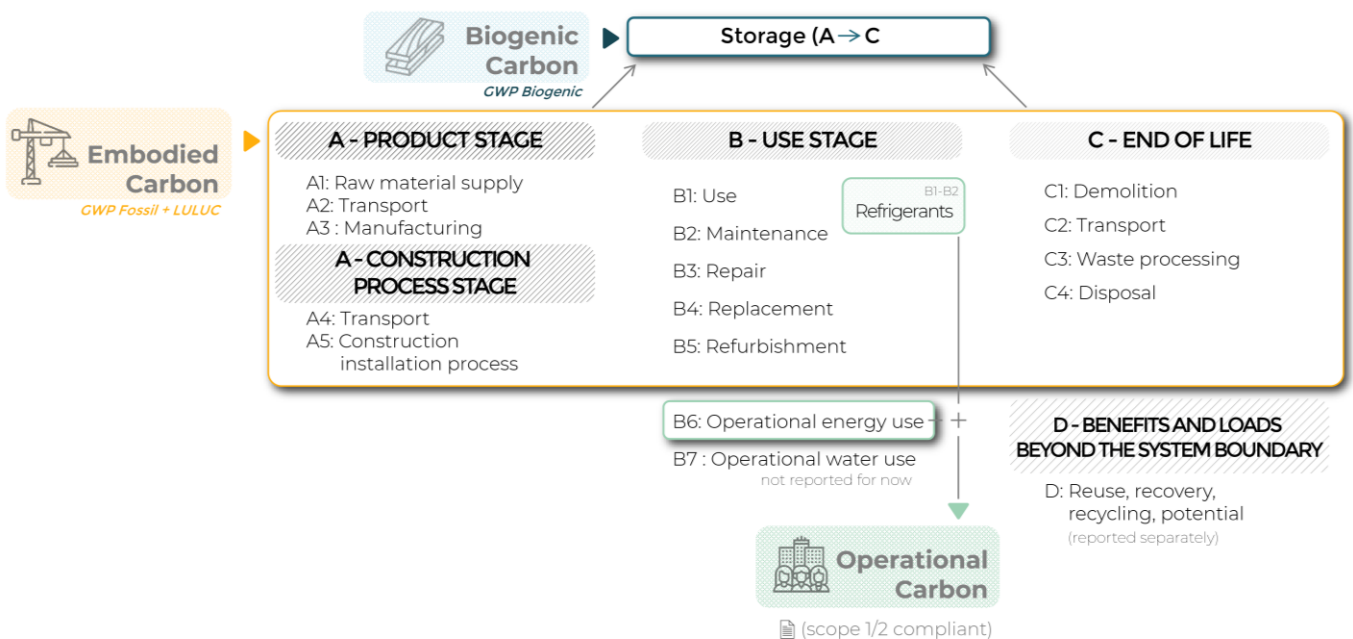 Biogenic
Carbon
GWP Biogenic
Storage (A → C
Embodied
Carbon
GWP Fossil + LULUC
A - PRODUCT STAGE
A1: Raw material supply
A2: Transport
A3 : Manufacturing
A - CONSTRUCTION
PROCESS STAGE
A4: Transport
A5: Construction
installation process
B - USE STAGE
B1: Use
B2: Maintenance
B3: Repair
B4: Replacement
B5: Refurbishment
B1-B2
Refrigerants
C - END OF LIFE
C1: Demolition
C2: Transport
C3: Waste processing
C4: Disposal
B6: Operational energy use
+
B7 : Operational water use
not reported for now
D - BENEFITS AND LOADS
BEYOND THE SYSTEM BOUNDARY
D: Reuse, recovery,
recycling, potential
(reported separately)
Operational
Carbon
(scope 1/2 compliant)